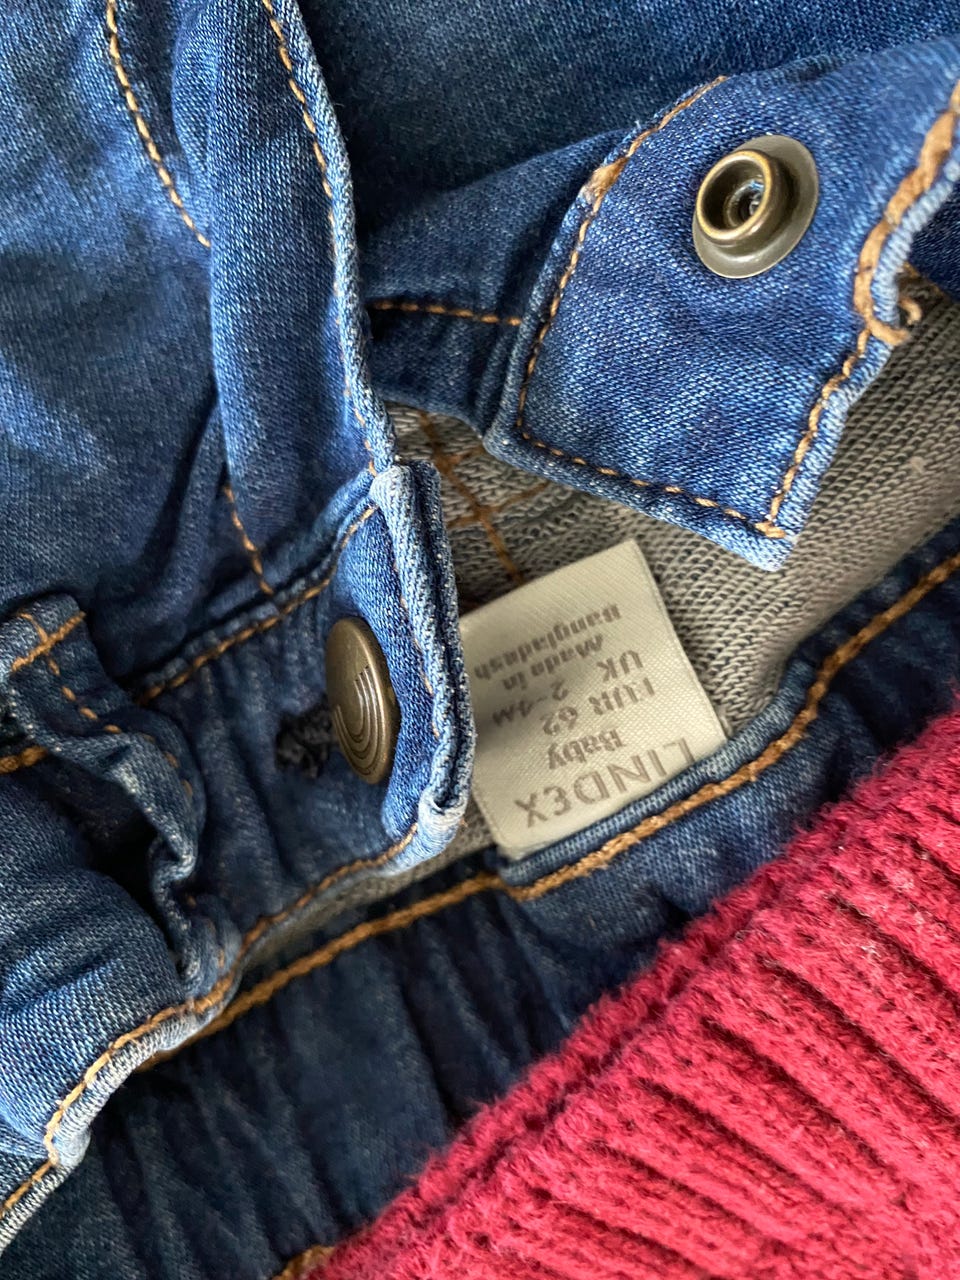 LINDEX
Baby
EUR 62
2-4M
UK
Made in
Bangladesh